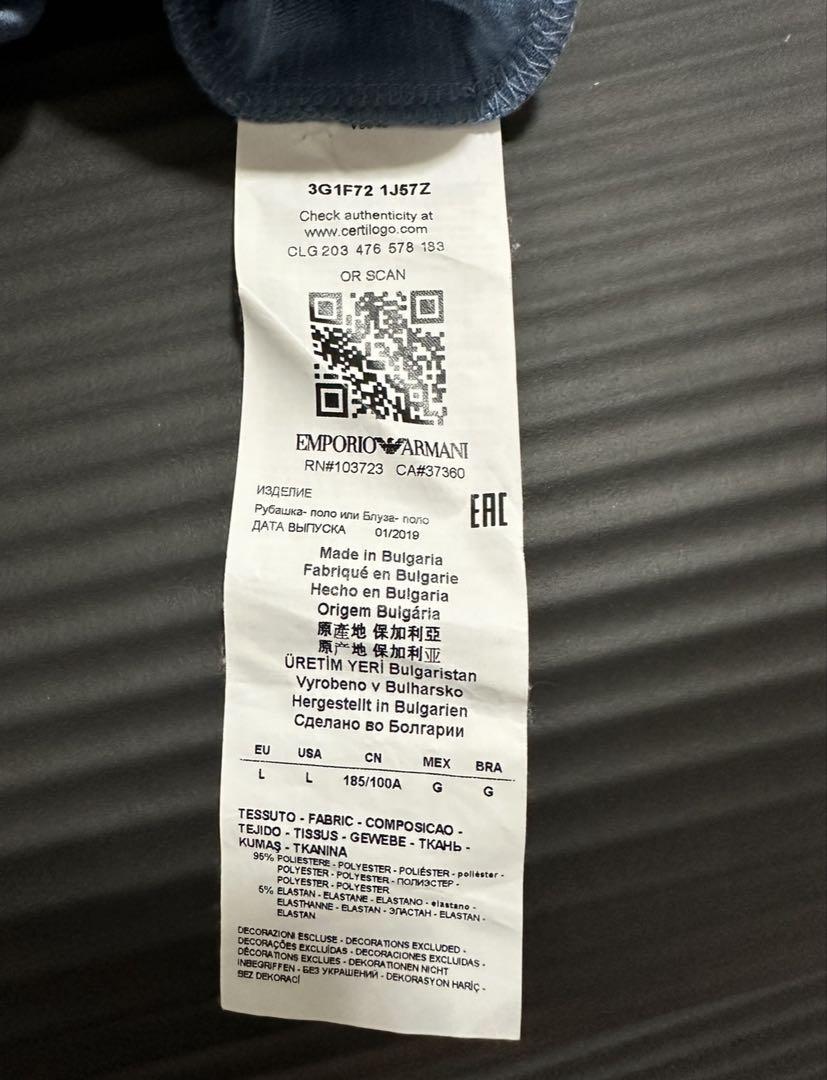 3G1F72 1J57Z
Check authenticity at
www.certilogo.com
CLG 203 476 578 183
OR SCAN
EMPORIO ARMANI
RN#103723 CA#37360
ИЗДЕЛИЕ
Рубашка- поло или Блуза- поло
ДАТА ВЫПУСКА 01/2019
EAC
Made in Bulgaria
Fabriqué en Bulgarie
Hecho en Bulgaria
Origem Bulgária
原產地 保加利亞
原产地 保加利亚
ÜRETİM YERİ Bulgaristan
Vyrobeno v Bulharsko
Hergestellt in Bulgarien
Сделано во Болгарии
EU USA CN MEX BRA
L L 185/100A G G
TESSUTO - FABRIC - COMPOSICAO -
TEJIDO - TISSUS - GEWEBE - ТКАНЬ -
KUMAŞ - TKANINA
95% POLIESTERE - POLYESTER - POLIÉSTER - poliéster -
POLYESTER - POLYESTER - ПОЛИЭСТЕР -
POLYESTER - POLYESTER
5% ELASTAN - ELASTANE - ELASTANO - elastano -
ELASTHANNE - ELASTAN - ЭЛАСТАН - ELASTAN -
ELASTAN
DECORAZIONI ESCLUSE - DECORATIONS EXCLUDED -
DECORAÇÕES EXCLUÍDAS - DECORACIONES EXCLUIDAS -
DÉCORATIONS EXCLUES - DEKORATIONEN NICHT
INBEGRIFFEN - БЕЗ УКРАШЕНИЙ - DEKORASYON HARİÇ -
BEZ DEKORACÍ